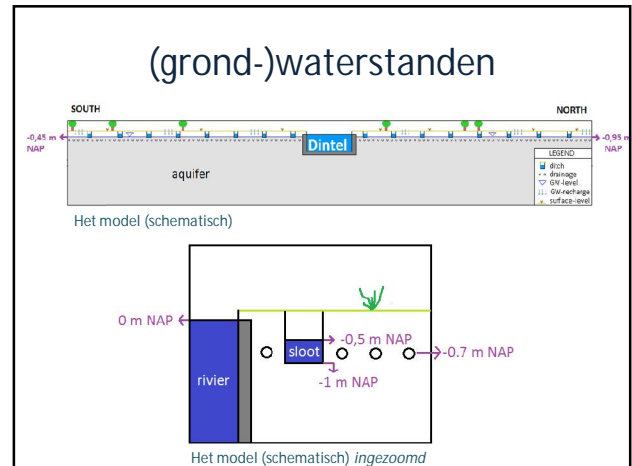 (grond-)waterstanden
SOUTH
NORTH
-0,45 m
NAP
-0,95 m
NAP
Dintel
aquifer
LEGEND
ditch
drainage
GW-level
GW-recharge
surface-level
Het model (schematisch)
0 m NAP
-0,5 m NAP
sloot
-0.7 m NAP
-1 m NAP
rivier
Het model (schematisch) ingezoomd